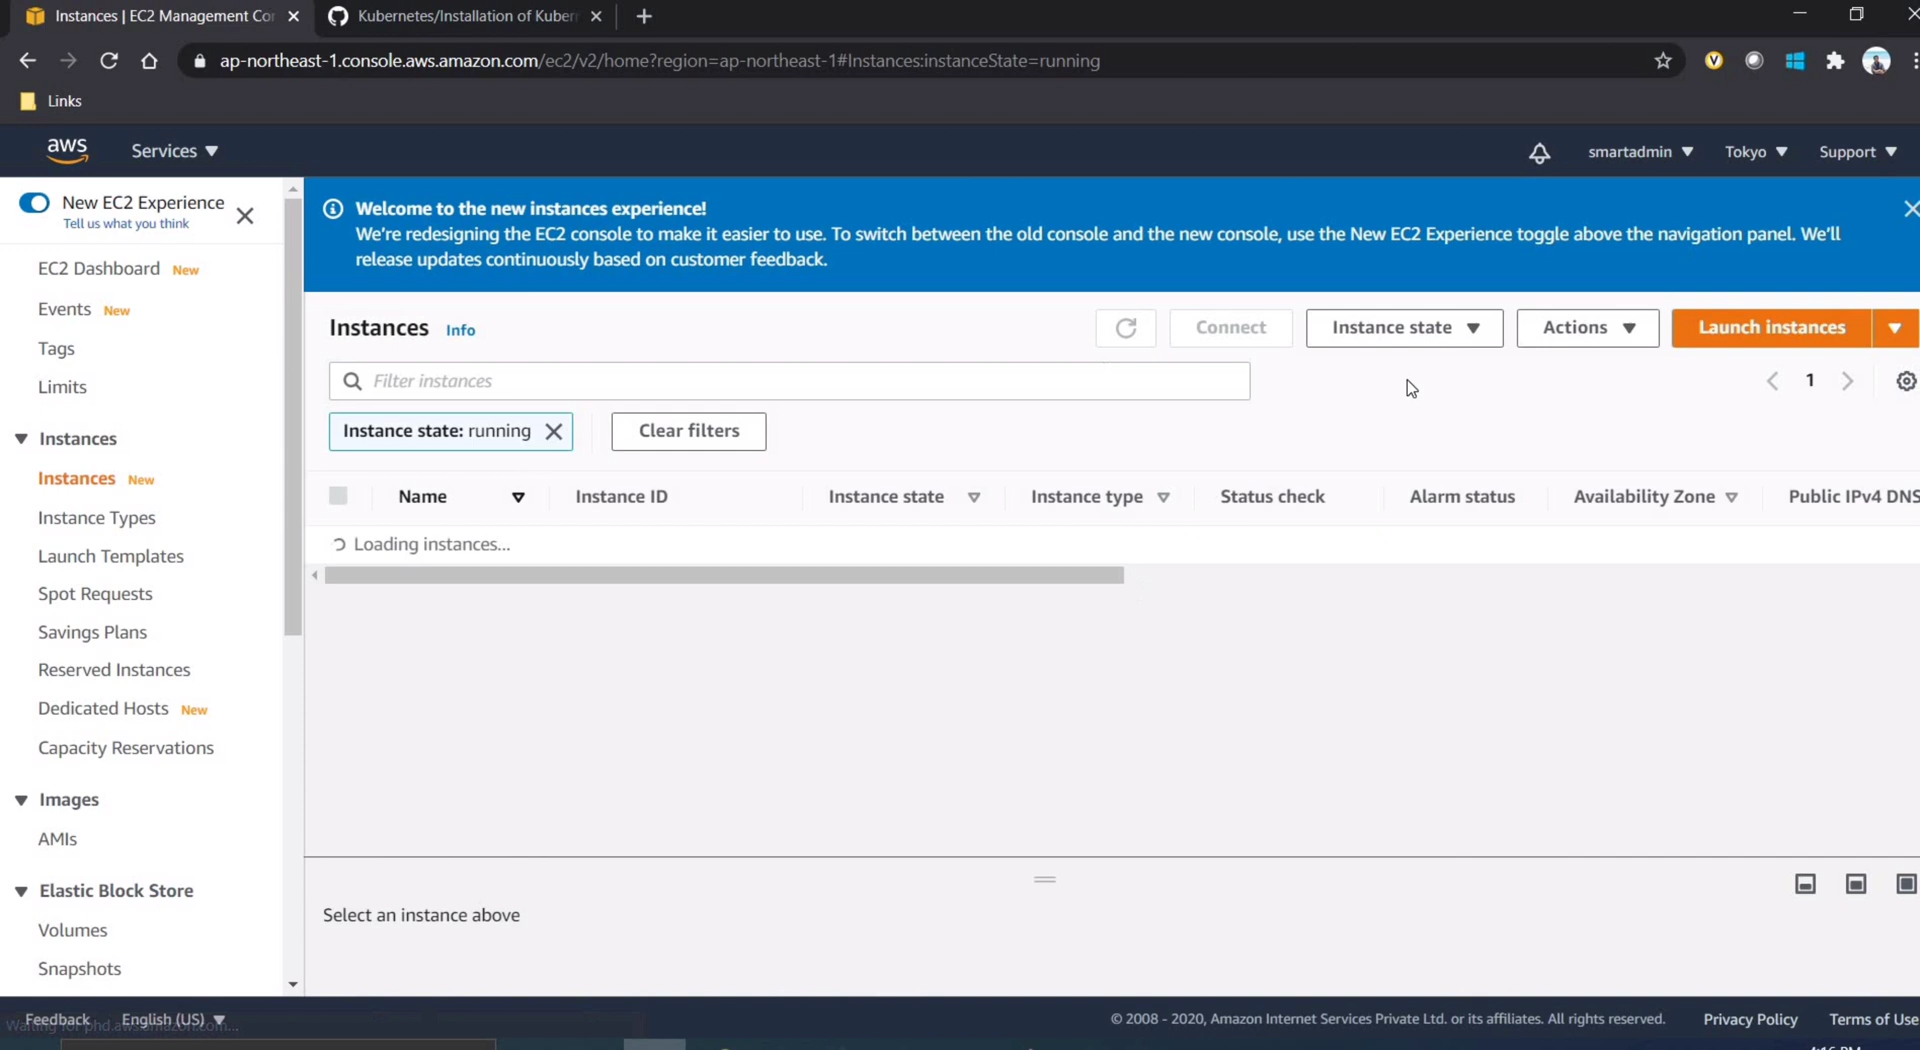 Instances | EC2 Management Co
Kubernetes/Installation of Kuber
ap-northeast-1.console.aws.amazon.com/ec2/v2/home?region=ap-northeast-1#Instances:instanceState=running
Links
aws
Services
smartadmin
Tokyo
Support
New EC2 Experience
Tell us what you think
EC2 Dashboard New
Events New
Tags
Limits
Instances
Instances New
Instance Types
Launch Templates
Spot Requests
Savings Plans
Reserved Instances
Dedicated Hosts New
Capacity Reservations
Images
AMIs
Elastic Block Store
Volumes
Snapshots
Welcome to the new instances experience!
We're redesigning the EC2 console to make it easier to use. To switch between the old console and the new console, use the New EC2 Experience toggle above the navigation panel. We'll
release updates continuously based on customer feedback.
Instances Info
Connect
Instance state
Actions
Launch instances
Filter instances
1
Instance state: running
Clear filters
Name Instance ID Instance state Instance type Status check Alarm status Availability Zone Public IPv4 DNS
Loading instances...
Select an instance above
Feedback
English (US)
Waiting for phd.aws.amazon.com...
© 2008 - 2020, Amazon Internet Services Private Ltd. or its affiliates. All rights reserved.
Privacy Policy
Terms of Use